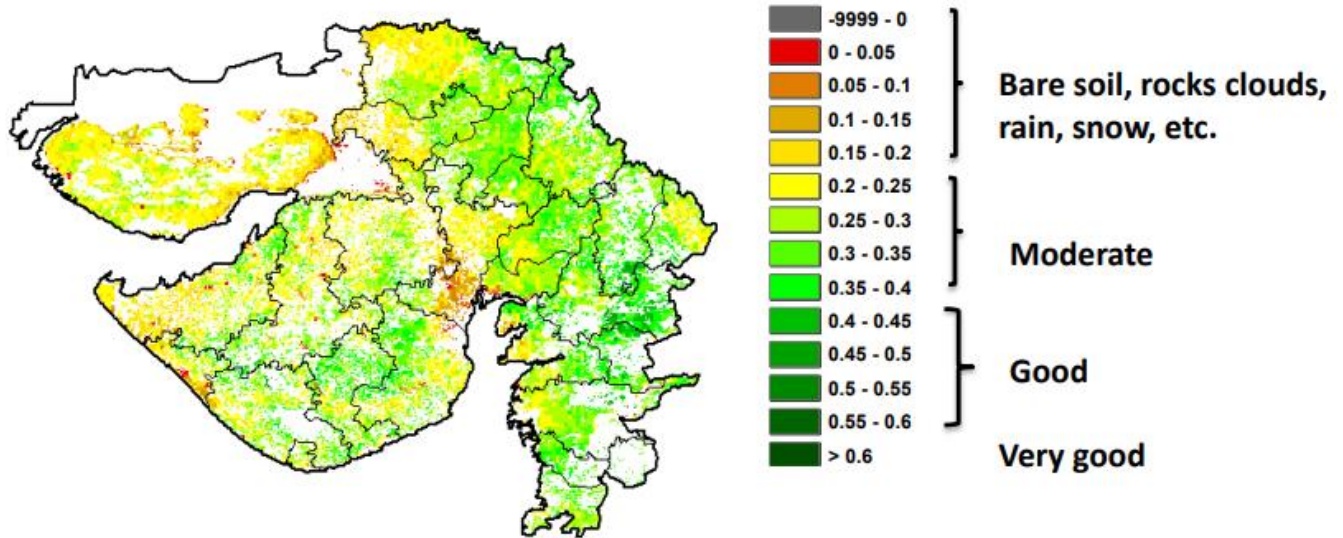 -9999 - 0
0 - 0.05
0.05 - 0.1
0.1 - 0.15
0.15 - 0.2
0.2 - 0.25
0.25 - 0.3
0.3 - 0.35
0.35 - 0.4
0.4 - 0.45
0.45 - 0.5
0.5 - 0.55
0.55 - 0.6
> 0.6
Bare soil, rocks clouds,
rain, snow, etc.
Moderate
Good
Very good